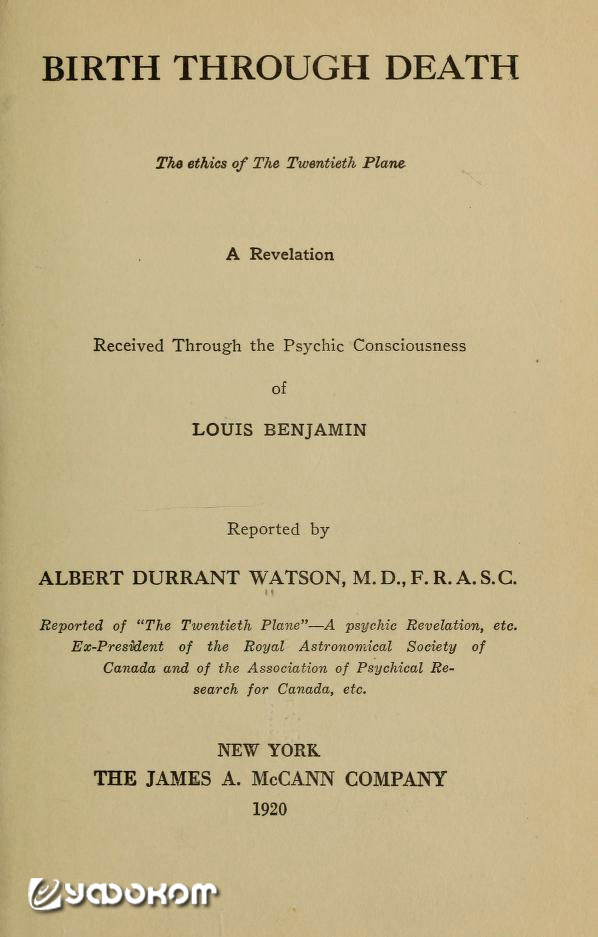 BIRTH THROUGH DEATH
The ethics of The Twentieth Plane
A Revelation
Received Through the Psychic Consciousness
of
LOUIS BENJAMIN
Reported by
ALBERT DURRANT WATSON, M.D., F.R.A.S.C.
Reported of “The Twentieth Plane”—A psychic Revelation, etc.
Ex-President of the Royal Astronomical Society of
Canada and of the Association of Psychical Re-
search for Canada, etc.
NEW YORK
THE JAMES A. McCANN COMPANY
1920
уфоком